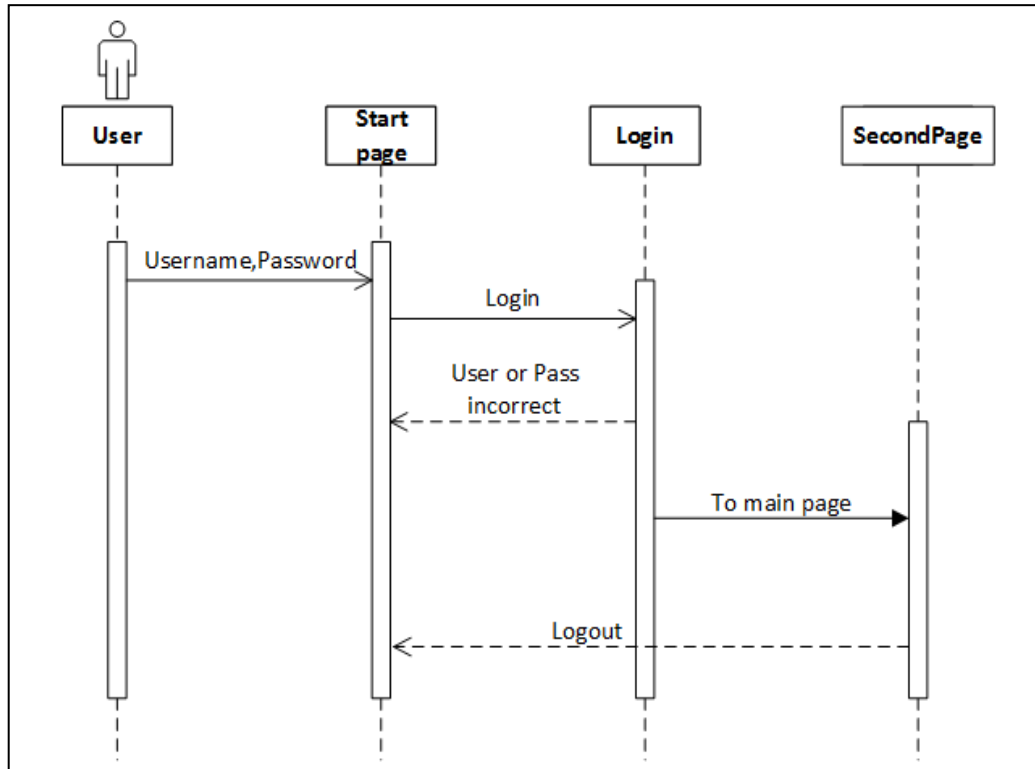 User
Start
page
Login
SecondPage
Username,Password
Login
User or Pass
incorrect
To main page
Logout